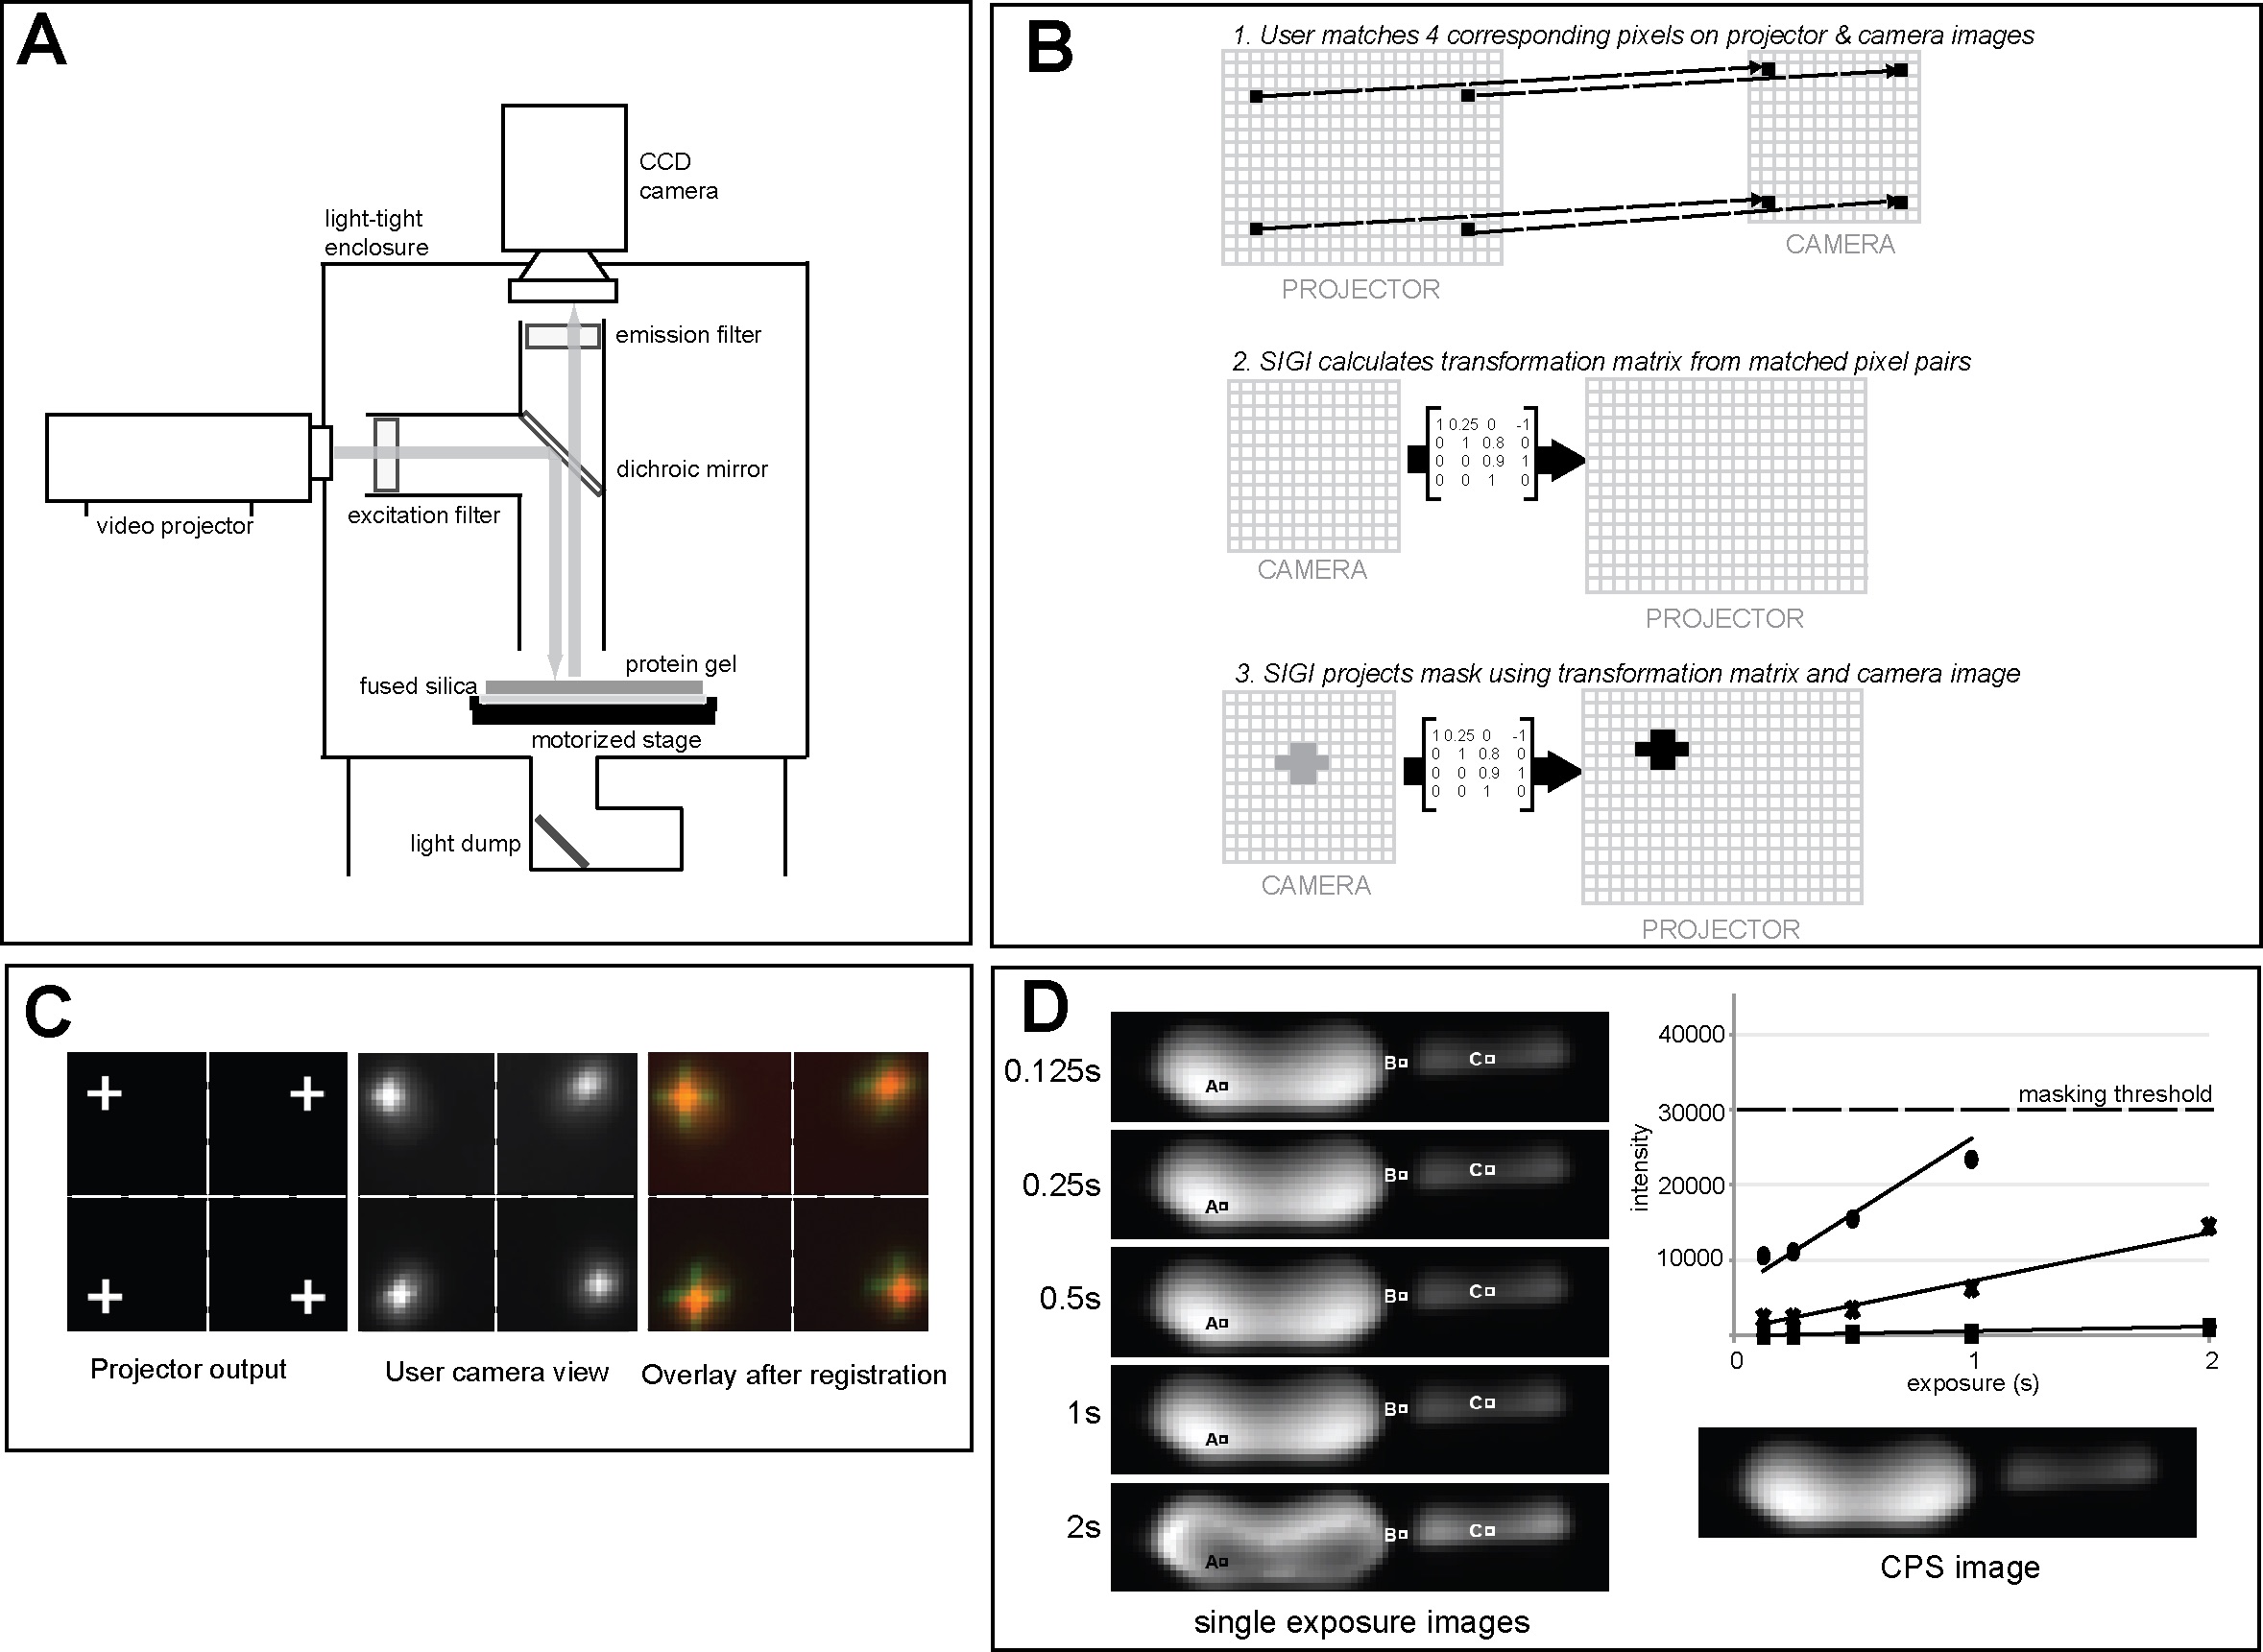 A
CCD
camera
light-tight
enclosure
emission filter
dichroic mirror
excitation filter
video projector
protein gel
fused silica
motorized stage
light dump
B
1. User matches 4 corresponding pixels on projector & camera images
CAMERA
PROJECTOR
2. SIGI calculates transformation matrix from matched pixel pairs
1 0.25 0 -1
0 1 0.8 0
0 0 0.9 1
0 0 1 0
CAMERA
PROJECTOR
3. SIGI projects mask using transformation matrix and camera image
1 0.25 0 -1
0 1 0.8 0
0 0 0.9 1
0 0 1 0
CAMERA
PROJECTOR
C
Projector output
User camera view
Overlay after registration
D
0.125s
A B C
0.25s
A B C
0.5s
A B C
1s
A B C
2s
A B C
single exposure images
40000
masking threshold
30000
intensity
20000
10000
0 1 2
exposure (s)
CPS image